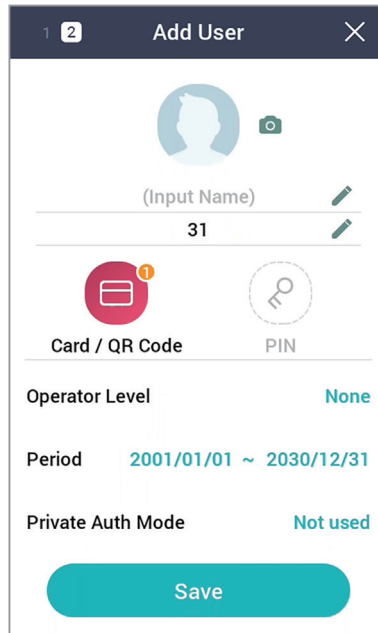 1 2 Add User
(Input Name)
31
1
Card / QR Code PIN
Operator Level None
Period 2001/01/01 ~ 2030/12/31
Private Auth Mode Not used
Save